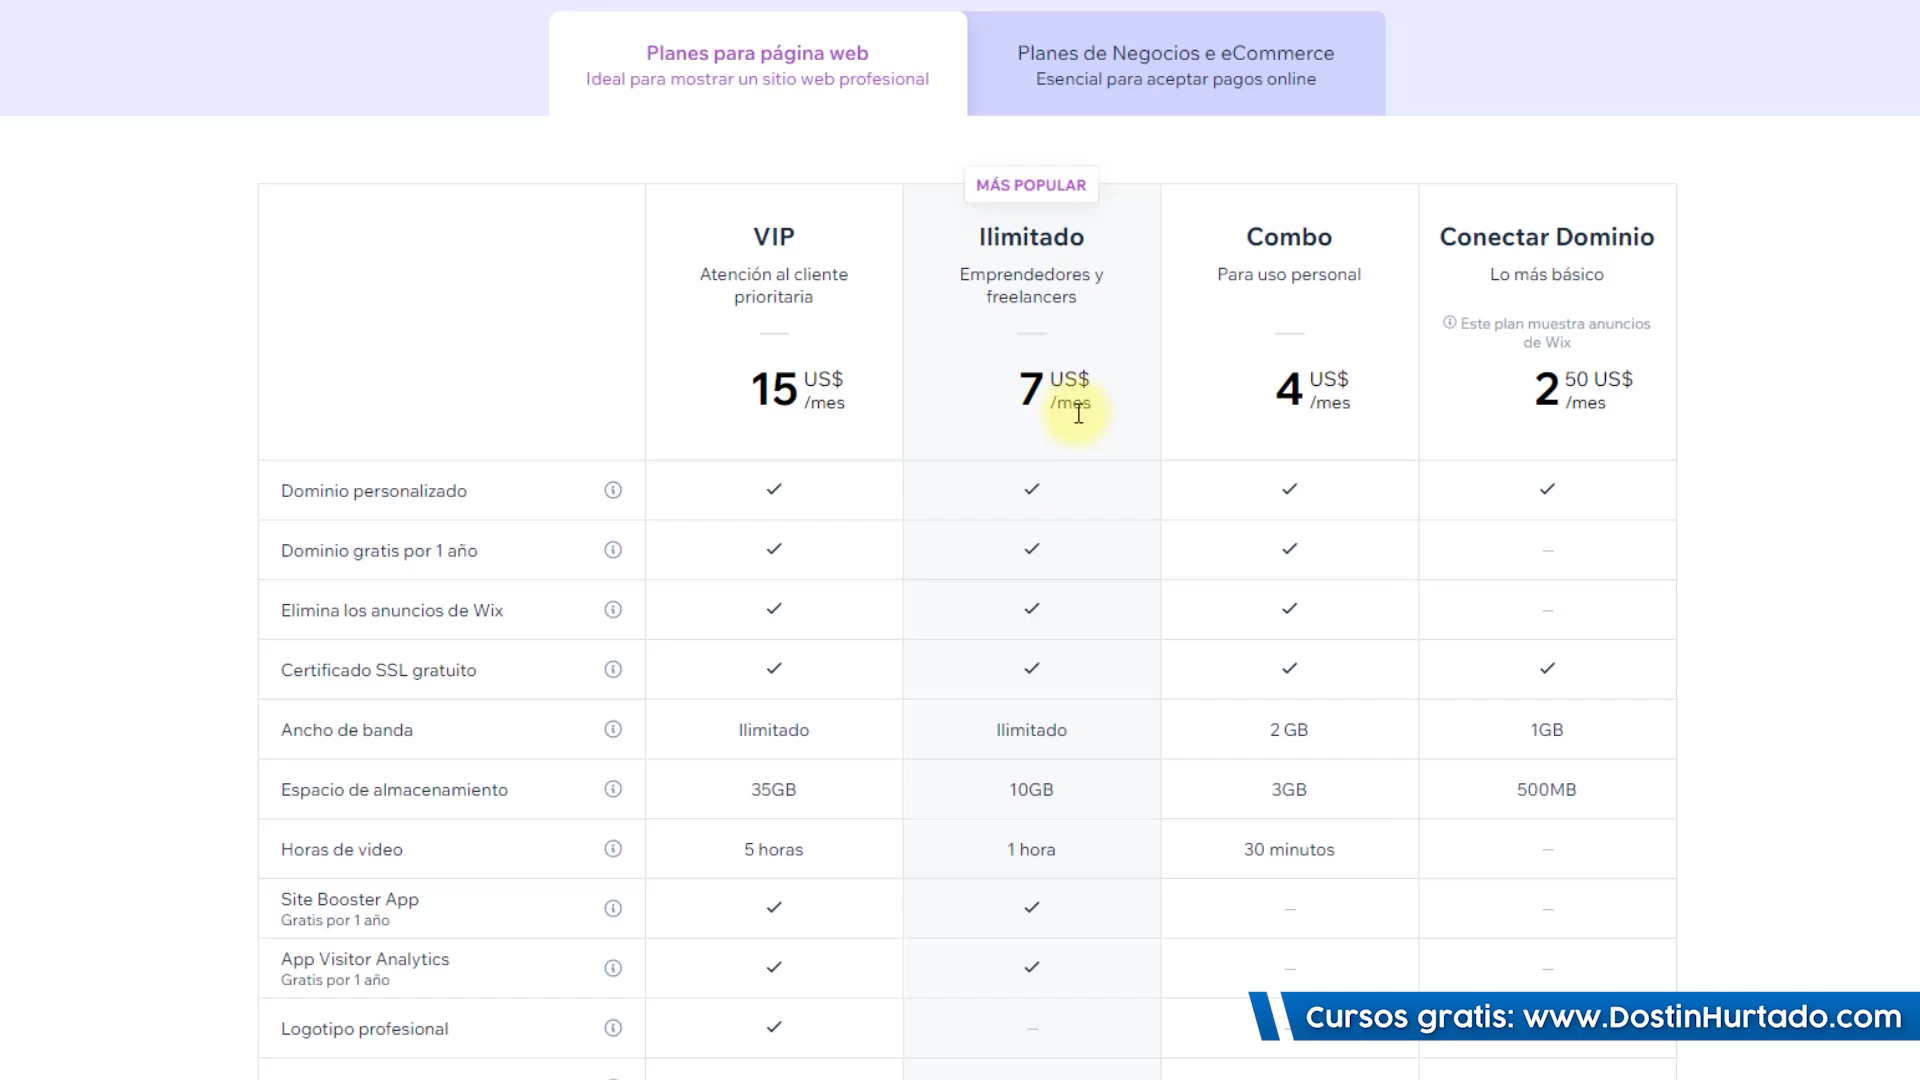 Planes para página web
Ideal para mostrar un sitio web profesional
Planes de Negocios e eCommerce
Esencial para aceptar pagos online
MÁS POPULAR
VIP
Atención al cliente
prioritaria
15 US$
/mes
Ilimitado
Emprendedores y
freelancers
7 US$
/mes
Combo
Para uso personal
4 US$
/mes
Conectar Dominio
Lo más básico
Este plan muestra anuncios
de Wix
2 50 US$
/mes
Dominio personalizado
Dominio gratis por 1 año
Elimina los anuncios de Wix
Certificado SSL gratuito
Ancho de banda Ilimitado Ilimitado 2 GB 1GB
Espacio de almacenamiento 35GB 10GB 3GB 500MB
Horas de video 5 horas 1 hora 30 minutos –
Site Booster App
Gratis por 1 año
App Visitor Analytics
Gratis por 1 año
Logotipo profesional
Cursos gratis: www.DostinHurtado.com